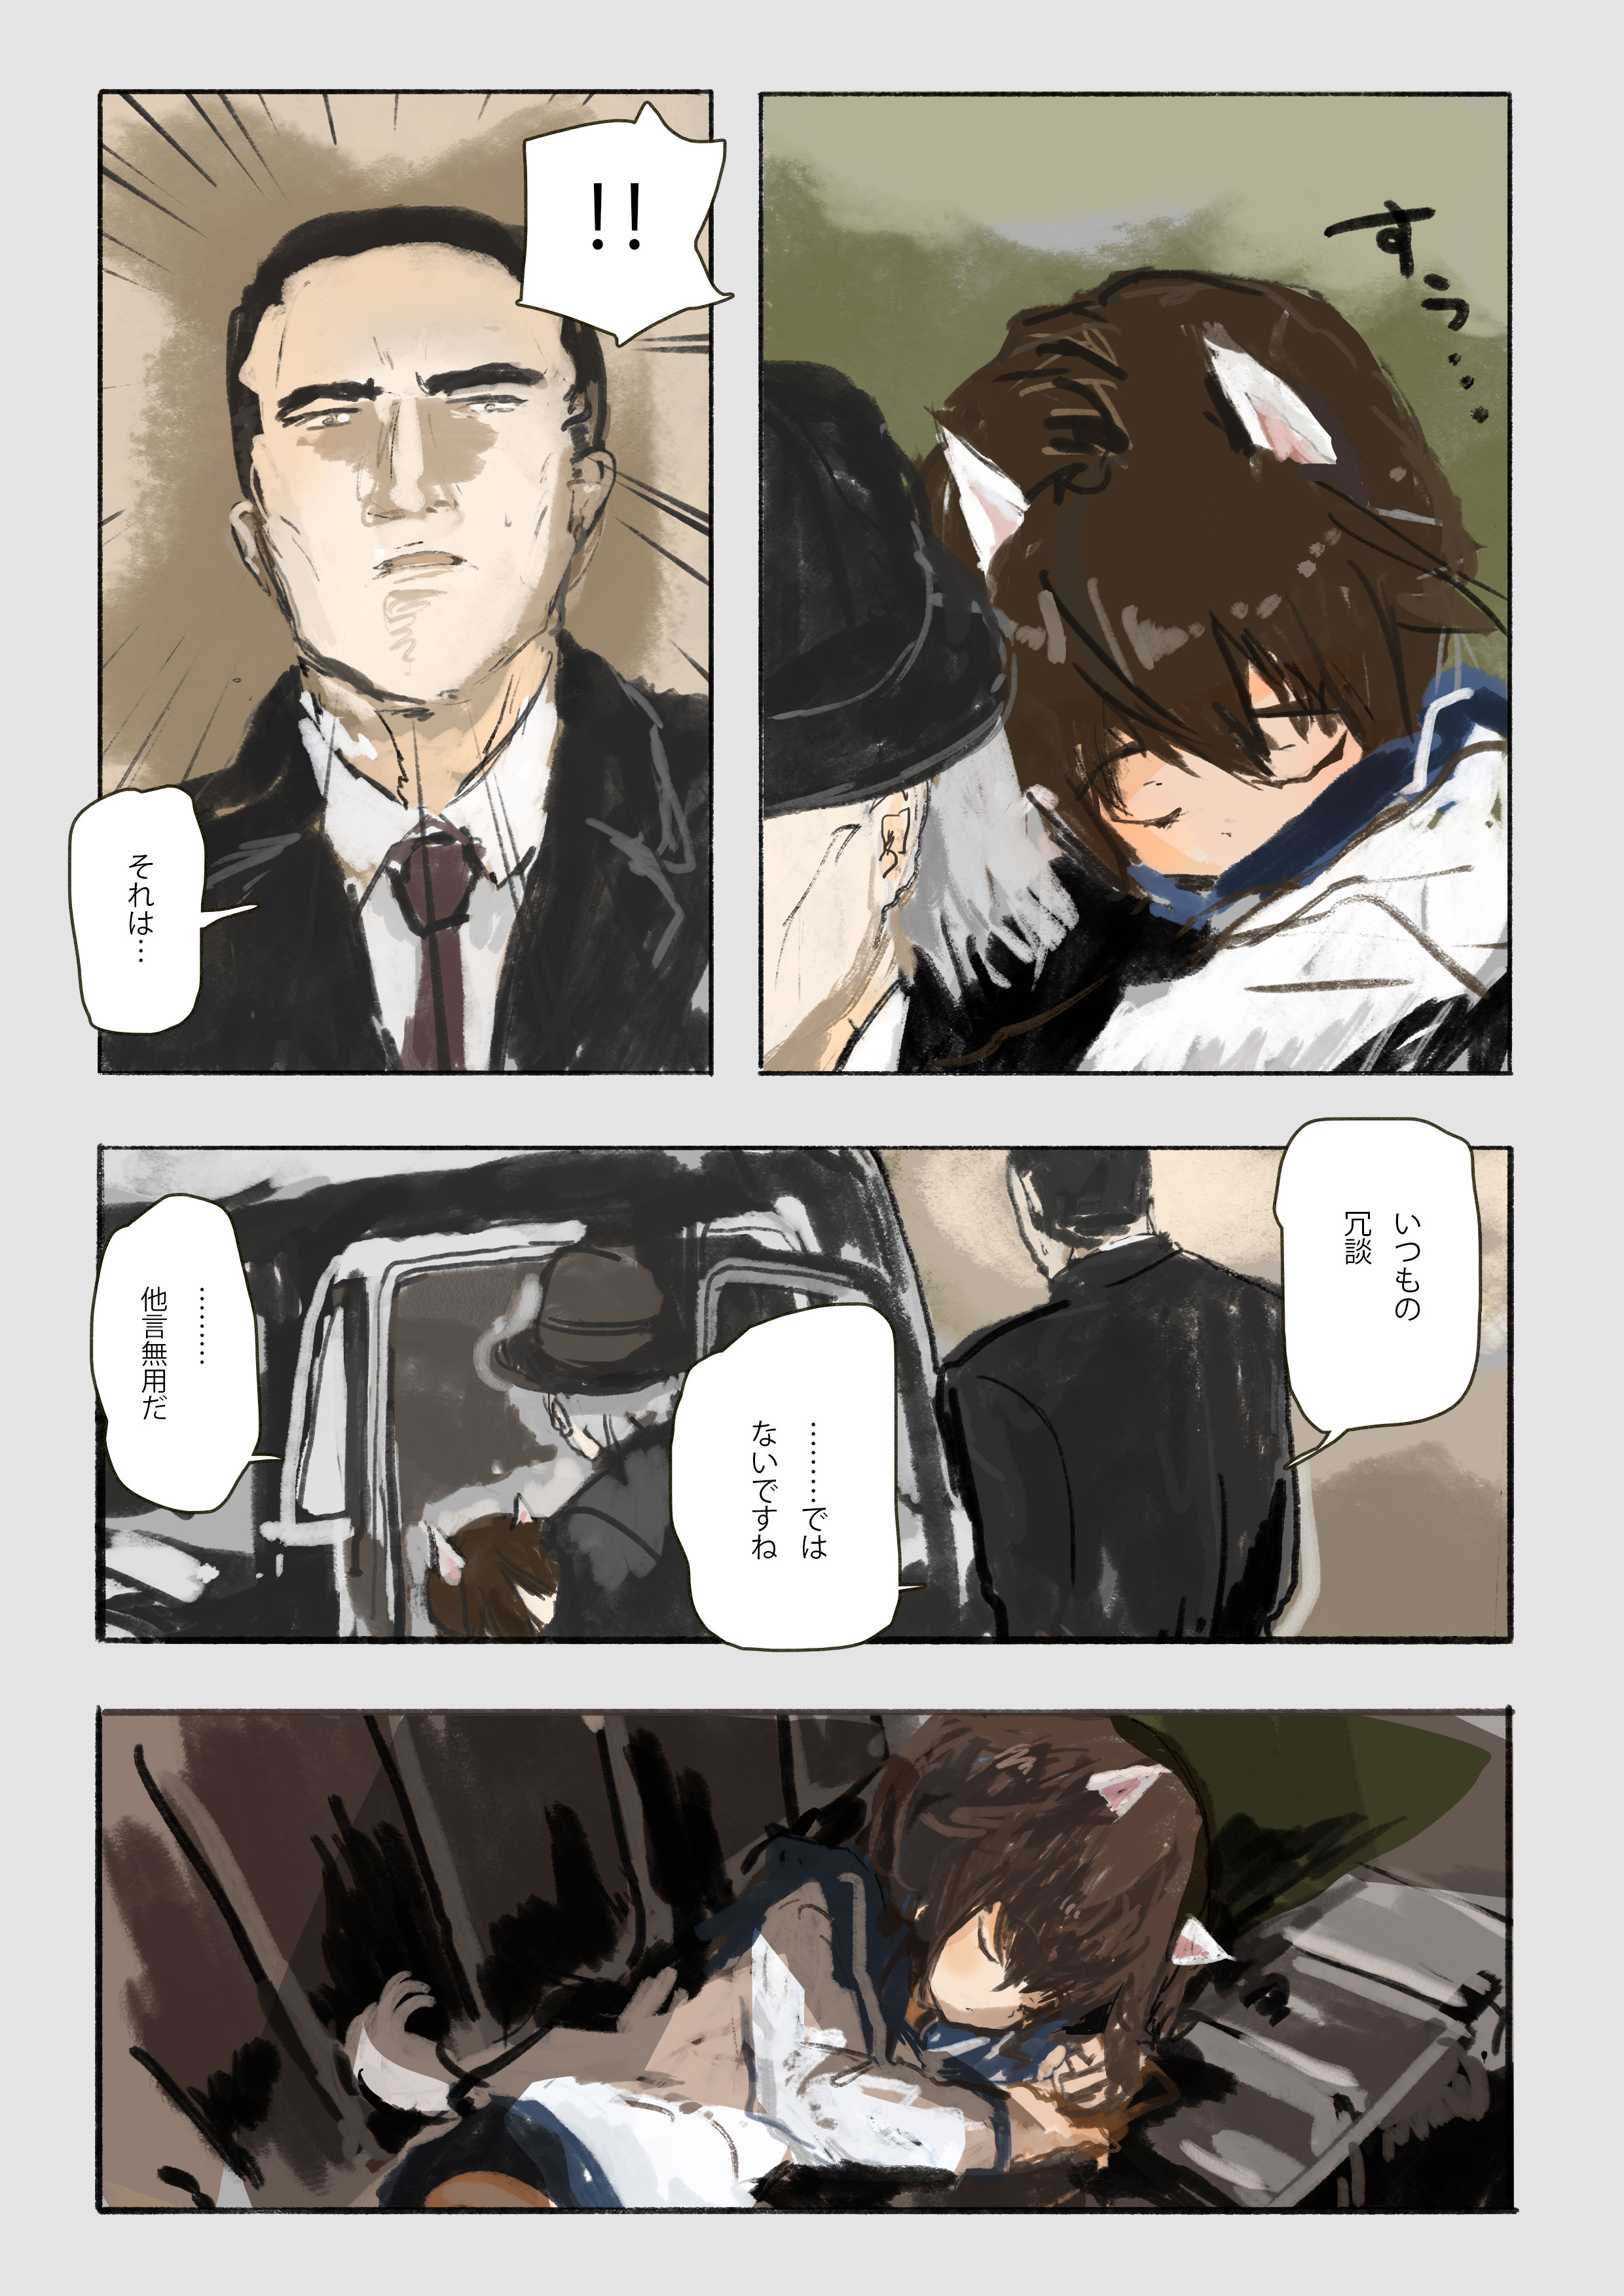 すぅ…
!!
それは…
いつもの
冗談
………では
ないですね
………
他言無用だ